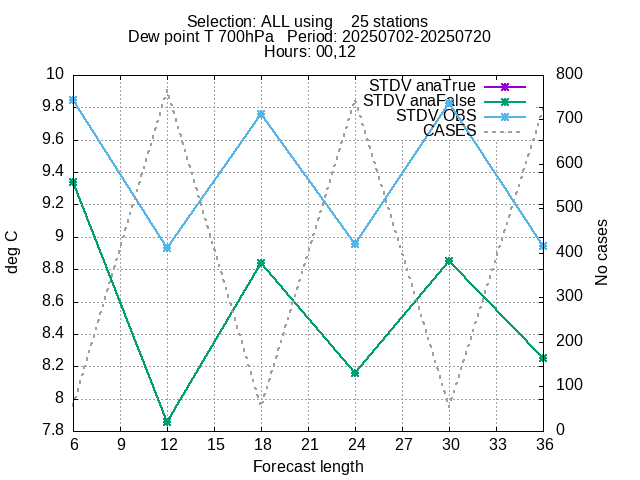 Selection: ALL using    25 stations
Dew point T 700hPa   Period: 20250702-20250720
Hours: 00,12
10
9.8
9.6
9.4
9.2
9
8.8
8.6
8.4
8.2
8
7.8
deg C
STDV anaTrue
STDV anaFalse
STDV OBS
CASES
800
700
600
500
400
300
200
100
0
No cases
6 9 12 15 18 21 24 27 30 33 36
Forecast length